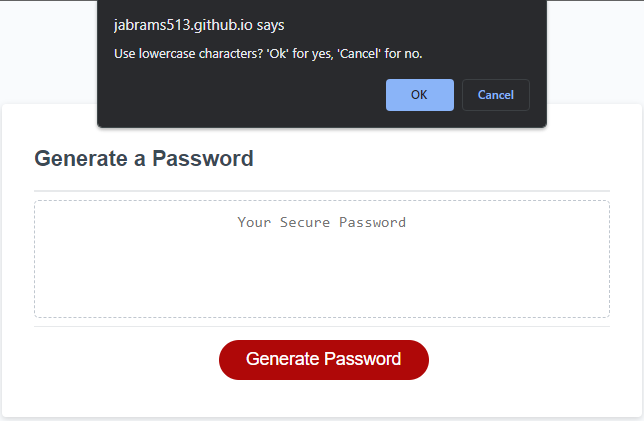 jabrams513.github.io says
Use lowercase characters? 'Ok' for yes, 'Cancel' for no.
OK
Cancel
Generate a Password
Your Secure Password
Generate Password